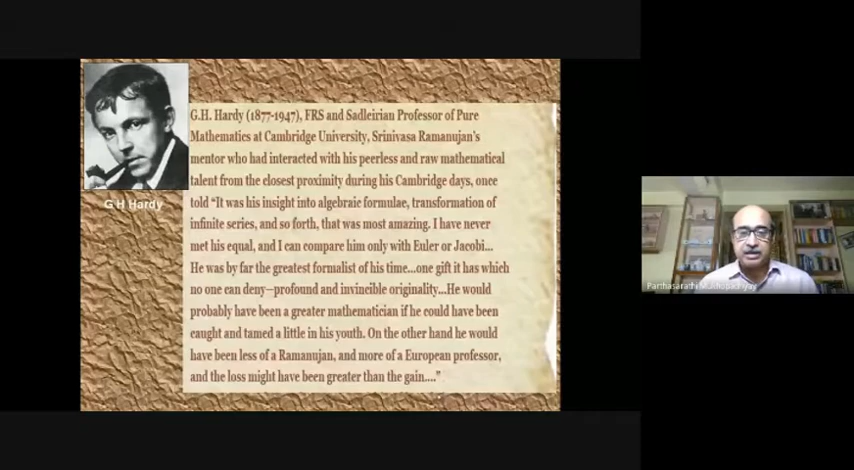 G.H. Hardy (1877-1947), FRS and Sadleirian Professor of Pure
Mathematics at Cambridge University, Srinivasa Ramanujan's
mentor who had interacted with his peerless and raw mathematical
talent from the closest proximity during his Cambridge days, once
told "It was his insight into algebraic formulae, transformation of
infinite series, and so forth, that was most amazing. I have never
met his equal, and I can compare him only with Euler or Jacobi...
He was by far the greatest formalist of his time...one gift it has which
no one can deny–profound and invincible originality...He would
probably have been a greater mathematician if he could have been
caught and tamed a little in his youth. On the other hand he would
have been less of a Ramanujan, and more of a European professor,
and the loss might have been greater than the gain...."
G H Hardy
Parthasarathi Mukhopadhyay